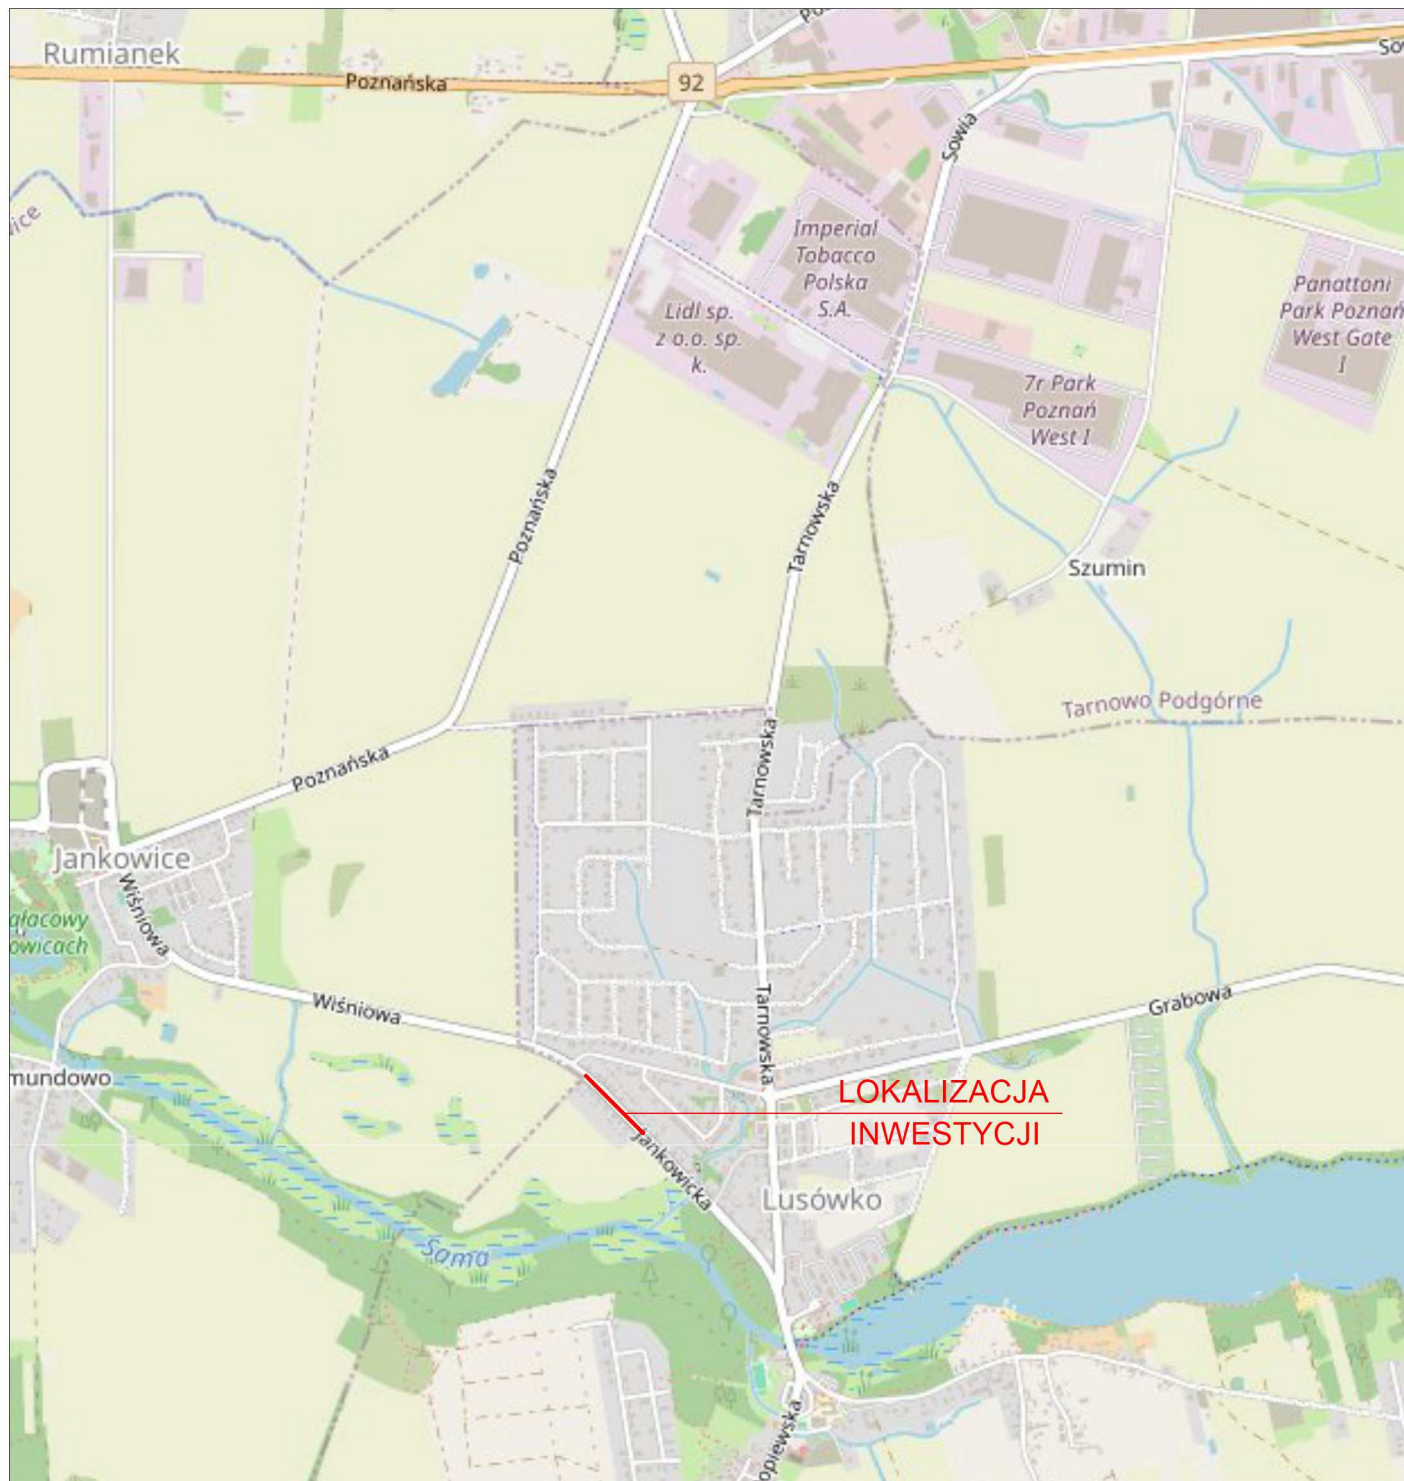 Rumianek
Poznańska
92
Sowia
Imperial
Tobacco
Polska
S.A.
Lidl sp.
z o.o. sp.
k.
Panattoni
Park Poznań
West Gate
I
7r Park
Poznań
West I
Poznańska
Tarnowska
Szumin
Tarnowo Podgórne
Tarnowska
Poznańska
Jankowice
Wiśniowa
Wiśniowa
Tarnowska
Grabowa
LOKALIZACJA
INWESTYCJI
Jankowicka
Lusówko
Sama